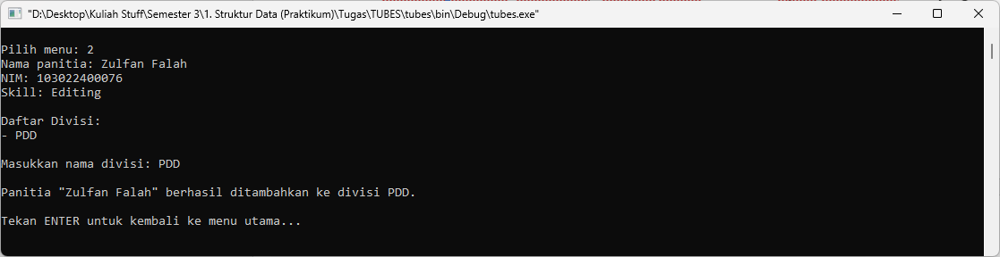 "D:\Desktop\Kuliah Stuff\Semester 3\1. Struktur Data (Praktikum)\Tugas\TUBES\tubes\bin\Debug\tubes.exe"
Pilih menu: 2
Nama panitia: Zulfan Falah
NIM: 103022400076
Skill: Editing
Daftar Divisi:
- PDD
Masukkan nama divisi: PDD
Panitia "Zulfan Falah" berhasil ditambahkan ke divisi PDD.
Tekan ENTER untuk kembali ke menu utama...